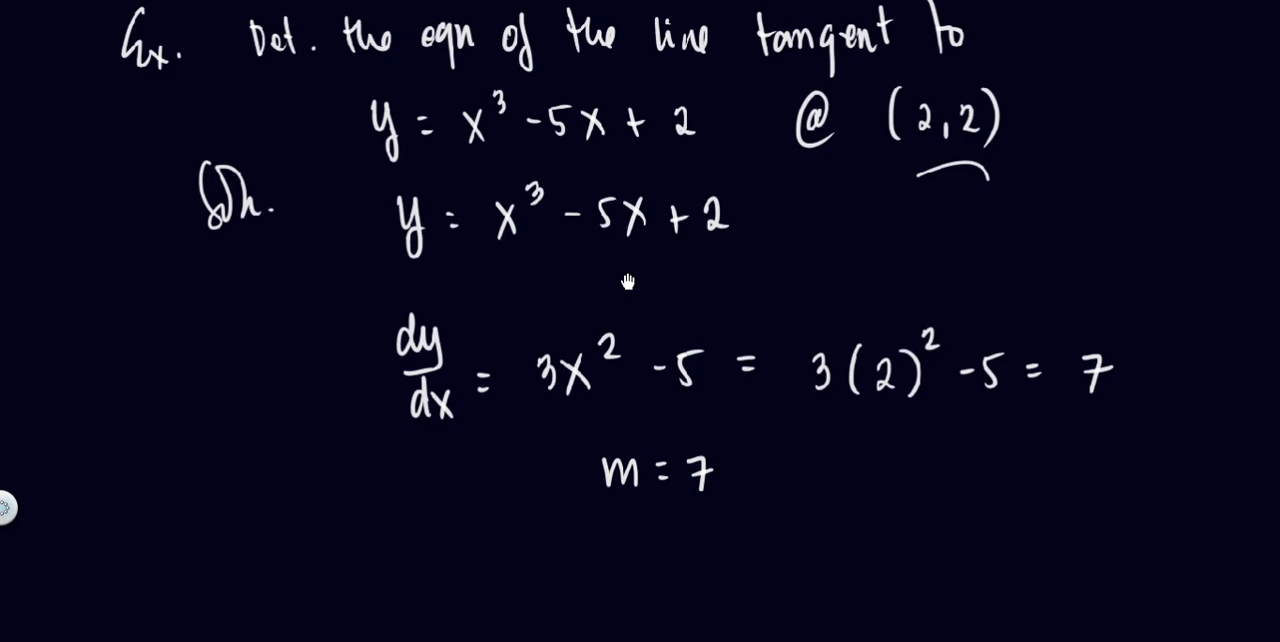 Ex. Det. the eqn of the line tangent to
y = x³ - 5x + 2 @ (2,2)
Soln.
y = x³ - 5x + 2
dy/dx = 3x² - 5 = 3(2)² - 5 = 7
m = 7